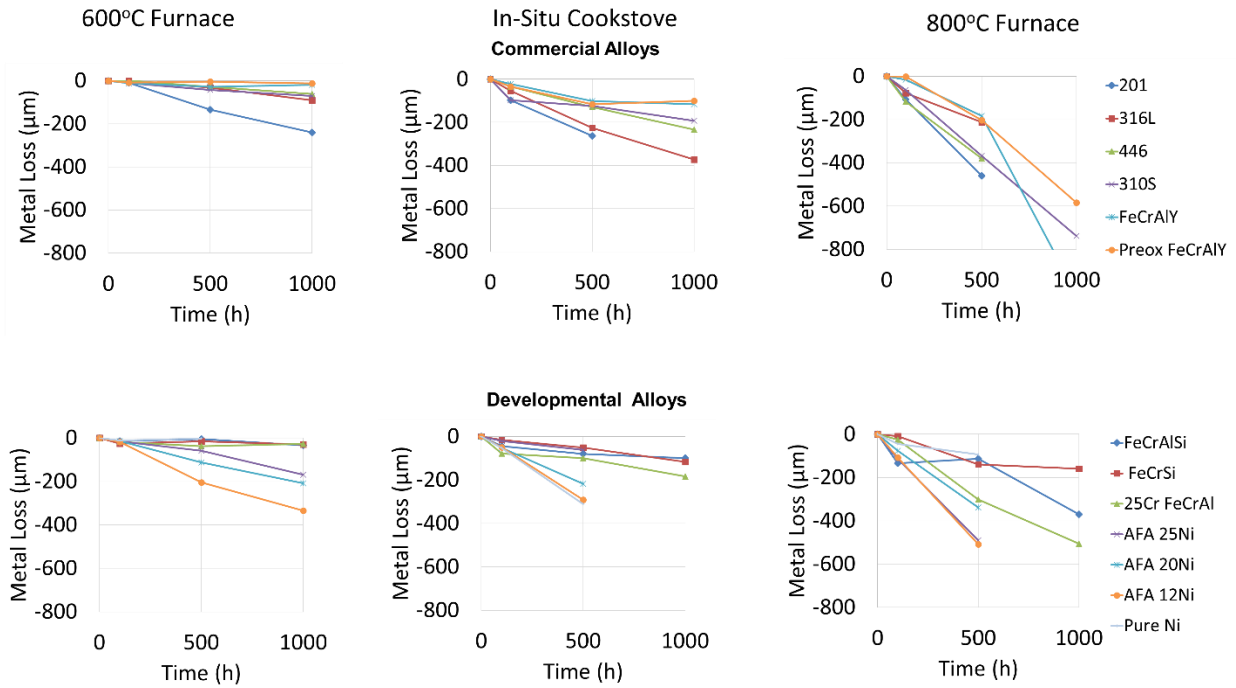 600°C Furnace
In-Situ Cookstove
800°C Furnace
Commercial Alloys
Metal Loss (µm)
0
-200
-400
-600
-800
0 500 1000
Time (h)
Metal Loss (µm)
0
-200
-400
-600
-800
0 500 1000
Time (h)
Metal Loss (µm)
0
-200
-400
-600
-800
0 500 1000
Time (h)
201
316L
446
310S
FeCrAlY
Preox FeCrAlY
Developmental Alloys
Metal Loss (µm)
0
-200
-400
-600
-800
0 500 1000
Time (h)
Metal Loss (µm)
0
-200
-400
-600
-800
0 500 1000
Time (h)
Metal Loss (µm)
0
-200
-400
-600
-800
0 500 1000
Time (h)
FeCrAlSi
FeCrSi
25Cr FeCrAl
AFA 25Ni
AFA 20Ni
AFA 12Ni
Pure Ni